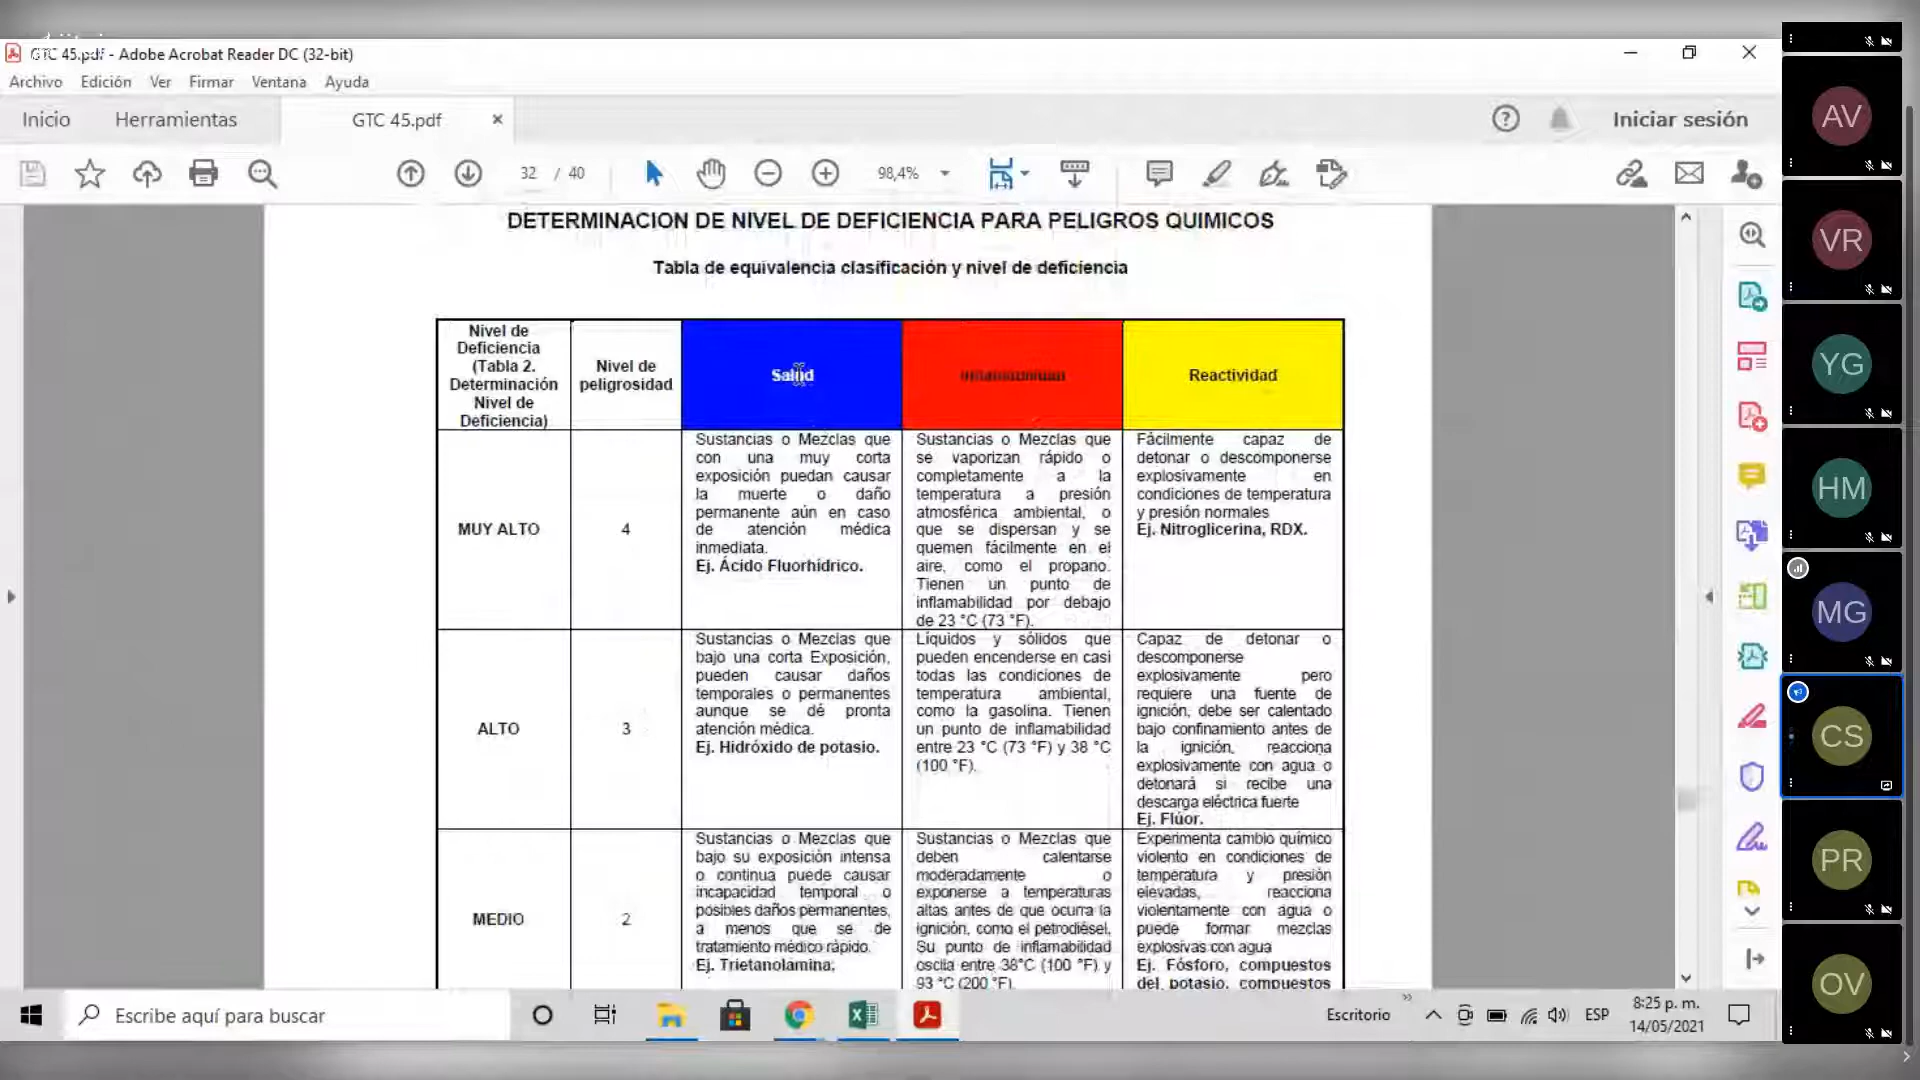 GTC 45.pdf - Adobe Acrobat Reader DC (32-bit)
Archivo Edición Ver Firmar Ventana Ayuda
Inicio Herramientas GTC 45.pdf × Iniciar sesión
32 / 40 98,4%
DETERMINACION DE NIVEL DE DEFICIENCIA PARA PELIGROS QUIMICOS
Tabla de equivalencia clasificación y nivel de deficiencia
Nivel de
Deficiencia
(Tabla 2.
Determinación
Nivel de
Deficiencia)
Nivel de
peligrosidad
Salud
Reactividad
MUY ALTO
4
Sustancias o Mezclas que
con una muy corta
exposición puedan causar
la muerte o daño
permanente aún en caso
de atención médica
inmediata.
Ej. Ácido Fluorhídrico.
Sustancias o Mezclas que
se vaporizan rápido o
completamente a la
temperatura a presión
atmosférica ambiental, o
que se dispersan y se
quemen fácilmente en el
aire, como el propano.
Tienen un punto de
inflamabilidad por debajo
de 23 °C (73 °F).
Fácilmente capaz de
detonar o descomponerse
explosivamente en
condiciones de temperatura
y presión normales
Ej. Nitroglicerina, RDX.
ALTO
3
Sustancias o Mezclas que
bajo una corta Exposición,
pueden causar daños
temporales o permanentes
aunque se dé pronta
atención médica.
Ej. Hidróxido de potasio.
Líquidos y sólidos que
pueden encenderse en casi
todas las condiciones de
temperatura ambiental,
como la gasolina. Tienen
un punto de inflamabilidad
entre 23 °C (73 °F) y 38 °C
(100 °F).
Capaz de detonar o
descomponerse
explosivamente pero
requiere una fuente de
ignición, debe ser calentado
bajo confinamiento antes de
la ignición, reacciona
explosivamente con agua o
detonará si recibe una
descarga eléctrica fuerte
Ej. Flúor.
MEDIO
2
Sustancias o Mezclas que
bajo su exposición intensa
o continua puede causar
incapacidad temporal o
posibles daños permanentes,
a menos que se de
tratamiento médico rápido.
Ej. Trietanolamina.
Sustancias o Mezclas que
deben calentarse
moderadamente o
exponerse a temperaturas
altas antes de que ocurra la
ignición, como el petrodiésel.
Su punto de inflamabilidad
oscila entre 38°C (100 °F) y
93 °C (200 °F).
Experimenta cambio químico
violento en condiciones de
temperatura y presión
elevadas, reacciona
violentamente con agua o
puede formar mezclas
explosivas con agua
Ej. Fósforo, compuestos
del potasio, compuestos
AV
VR
YG
HM
MG
CS
PR
OV
Escribe aquí para buscar
Escritorio
ESP
8:25 p. m.
14/05/2021